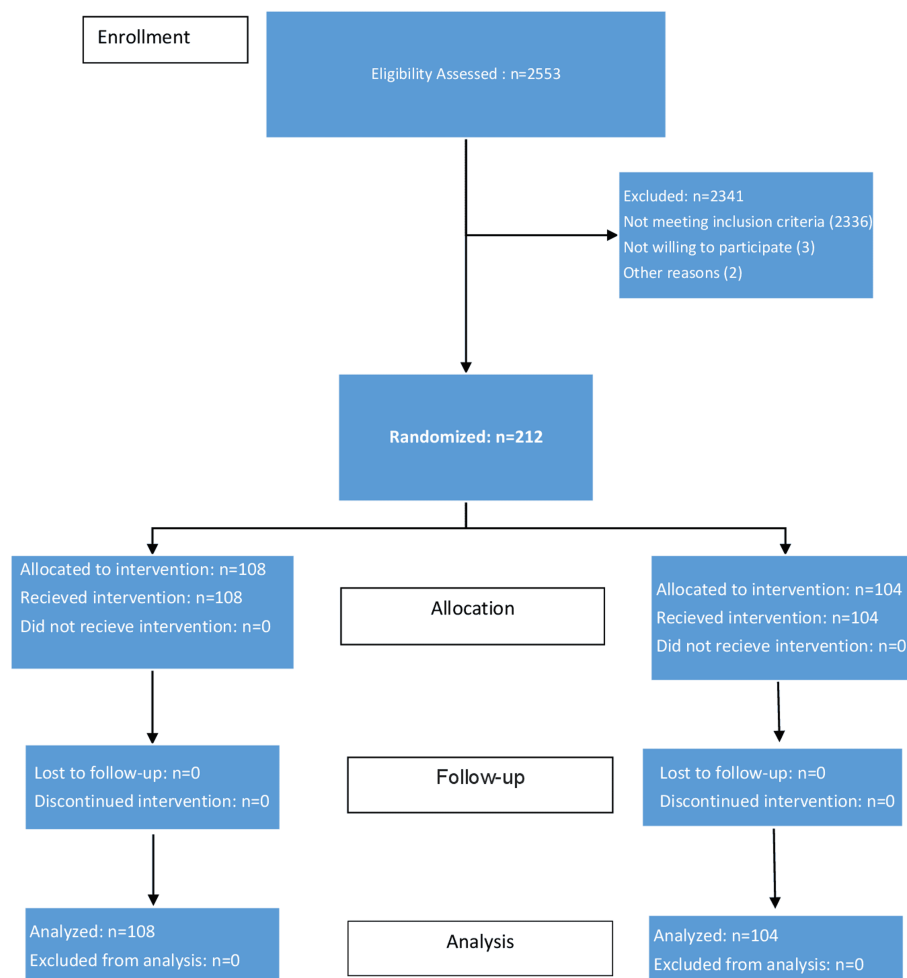 Enrollment
Eligibility Assessed : n=2553
Excluded: n=2341
Not meeting inclusion criteria (2336)
Not willing to participate (3)
Other reasons (2)
Randomized: n=212
Allocated to intervention: n=108
Recieved intervention: n=108
Did not recieve intervention: n=0
Allocation
Allocated to intervention: n=104
Recieved intervention: n=104
Did not recieve intervention: n=0
Lost to follow-up: n=0
Discontinued intervention: n=0
Follow-up
Lost to follow-up: n=0
Discontinued intervention: n=0
Analyzed: n=108
Excluded from analysis: n=0
Analysis
Analyzed: n=104
Excluded from analysis: n=0